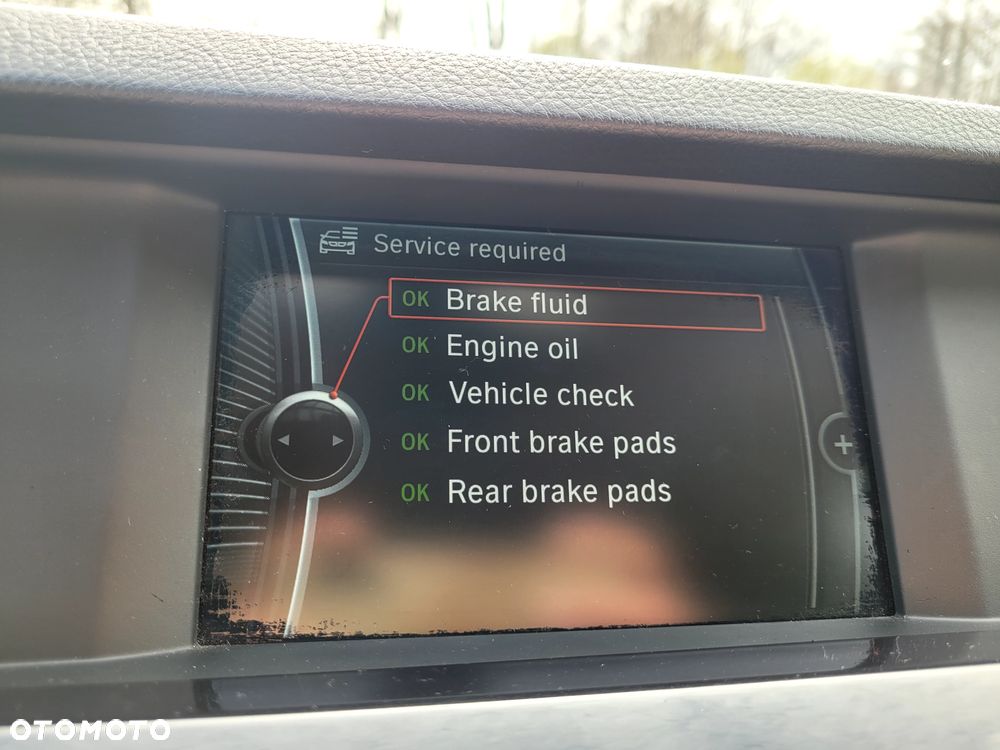 Service required
OK Brake fluid
OK Engine oil
OK Vehicle check
OK Front brake pads
OK Rear brake pads
+
OTOMOTO